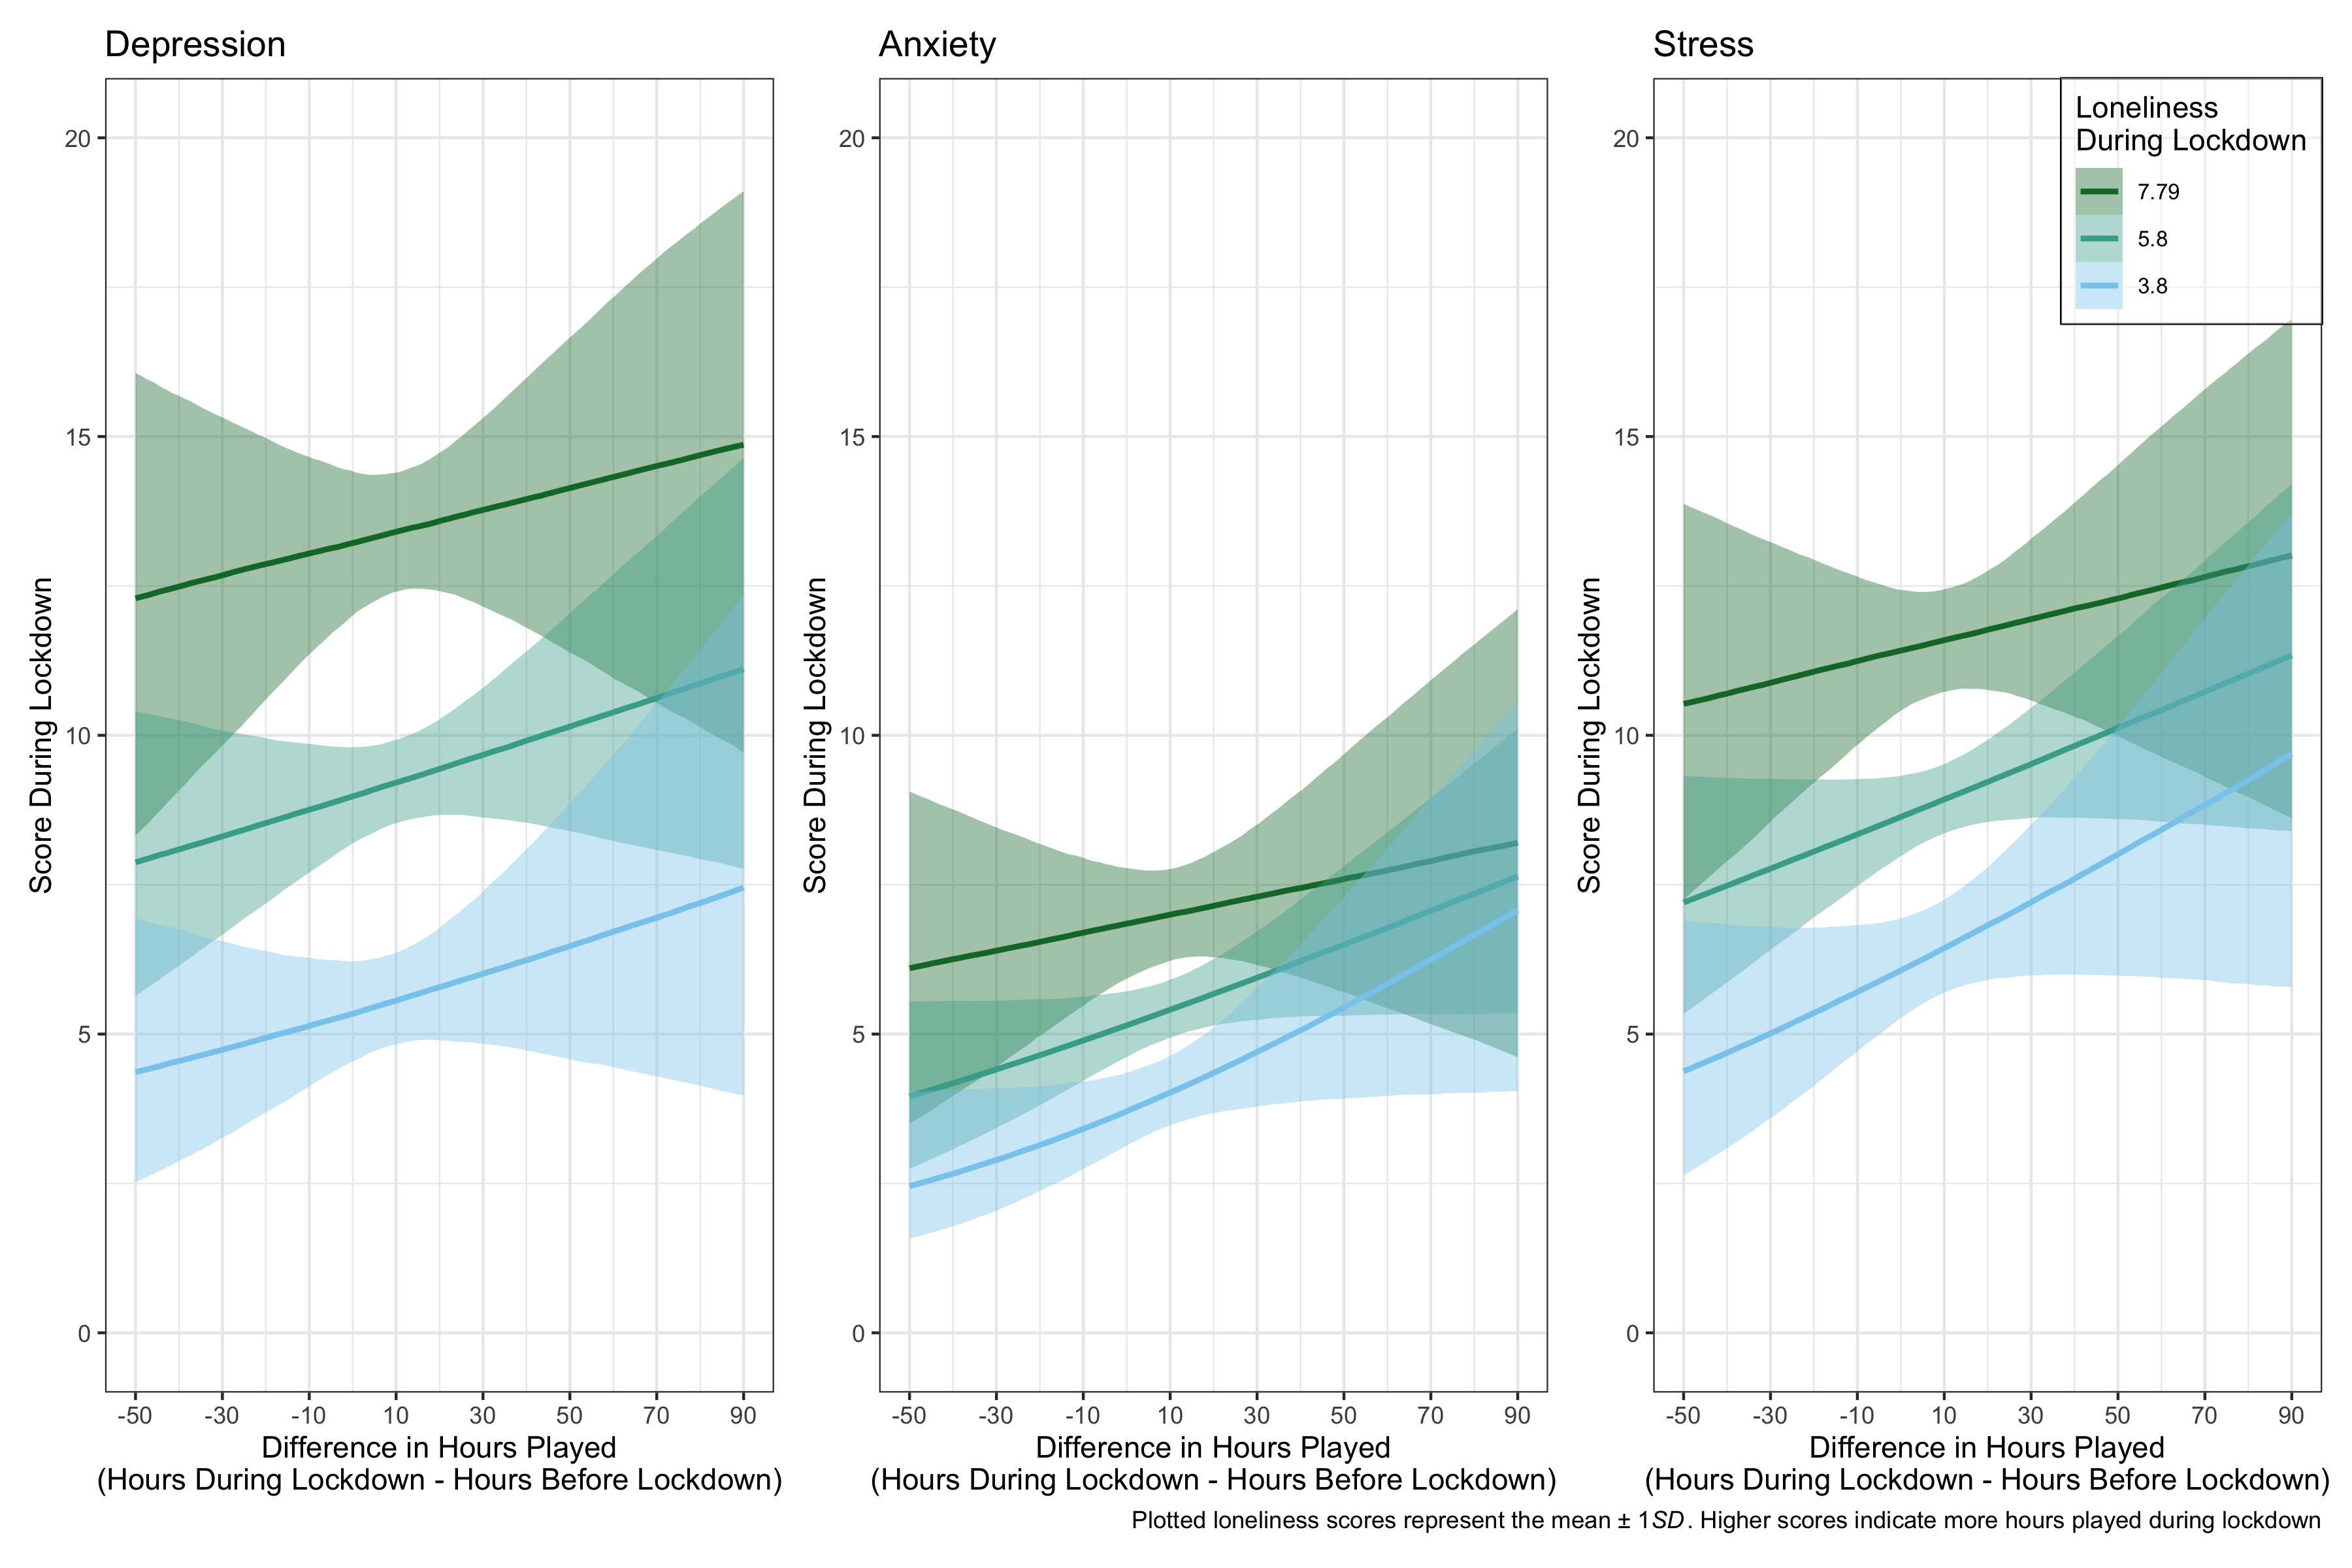 Depression
Anxiety
Stress
Score During Lockdown
20
15
10
5
0
-50 -30 -10 10 30 50 70 90
Difference in Hours Played
(Hours During Lockdown - Hours Before Lockdown)
Score During Lockdown
20
15
10
5
0
-50 -30 -10 10 30 50 70 90
Difference in Hours Played
(Hours During Lockdown - Hours Before Lockdown)
Score During Lockdown
20
15
10
5
0
-50 -30 -10 10 30 50 70 90
Difference in Hours Played
(Hours During Lockdown - Hours Before Lockdown)
Loneliness
During Lockdown
7.79
5.8
3.8
Plotted loneliness scores represent the mean ± 1SD. Higher scores indicate more hours played during lockdown